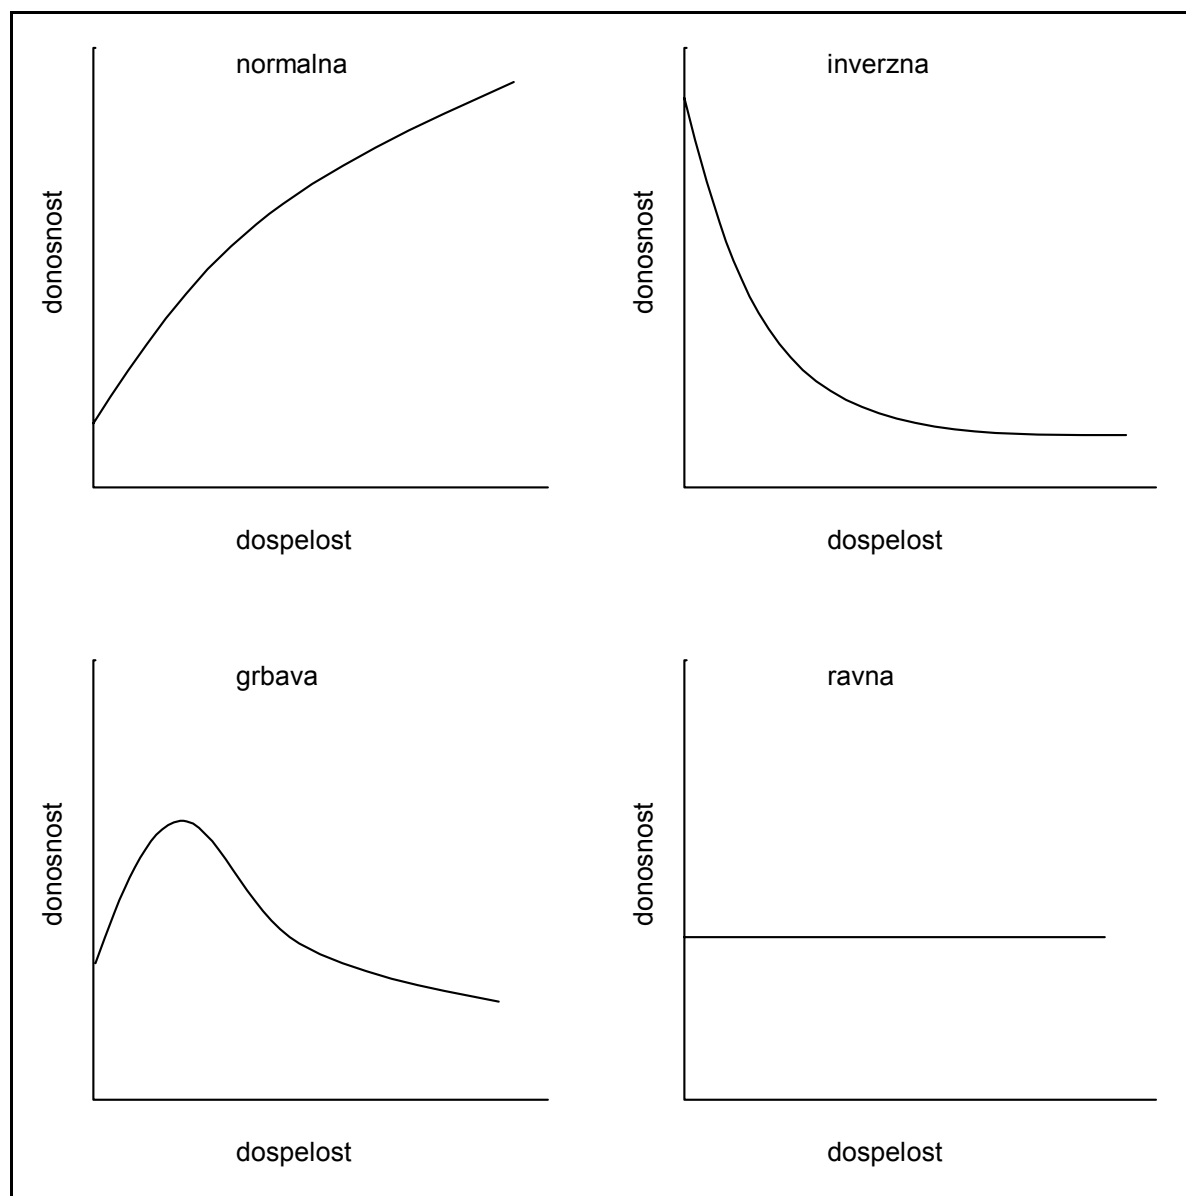 normalna
donosnost
dospelost
inverzna
donosnost
dospelost
grbava
donosnost
dospelost
ravna
donosnost
dospelost